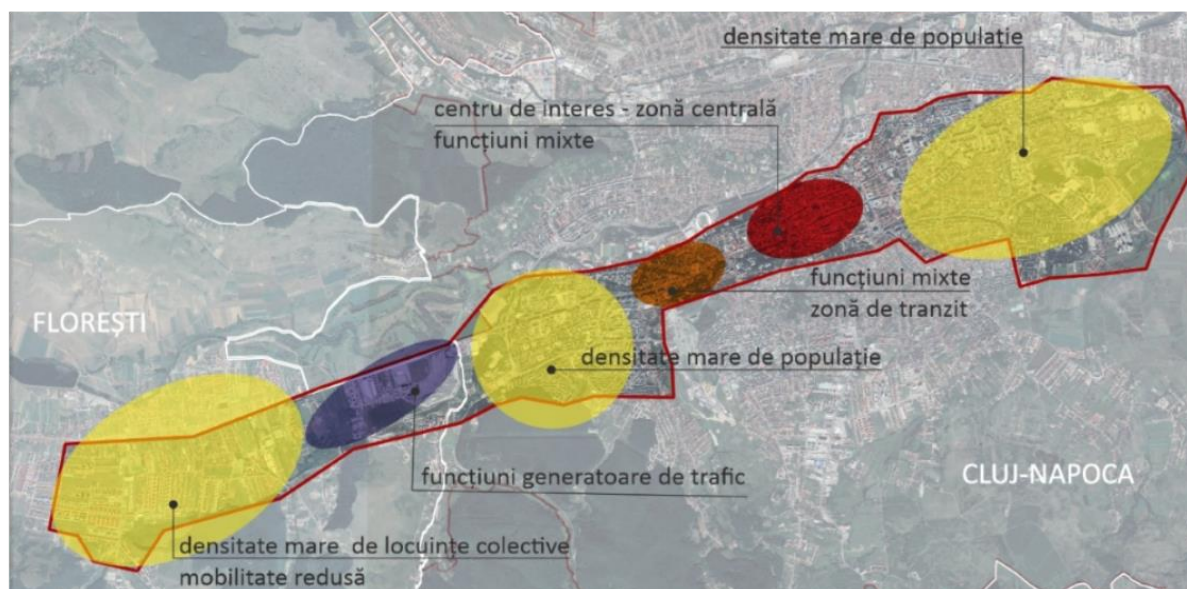 densitate mare de populație
centru de interes - zonă centrală
funcțiuni mixte
funcțiuni mixte
zonă de tranzit
FLOREȘTI
densitate mare de populație
funcțiuni generatoare de trafic
CLUJ-NAPOCA
densitate mare  de locuințe colective
mobilitate redusă